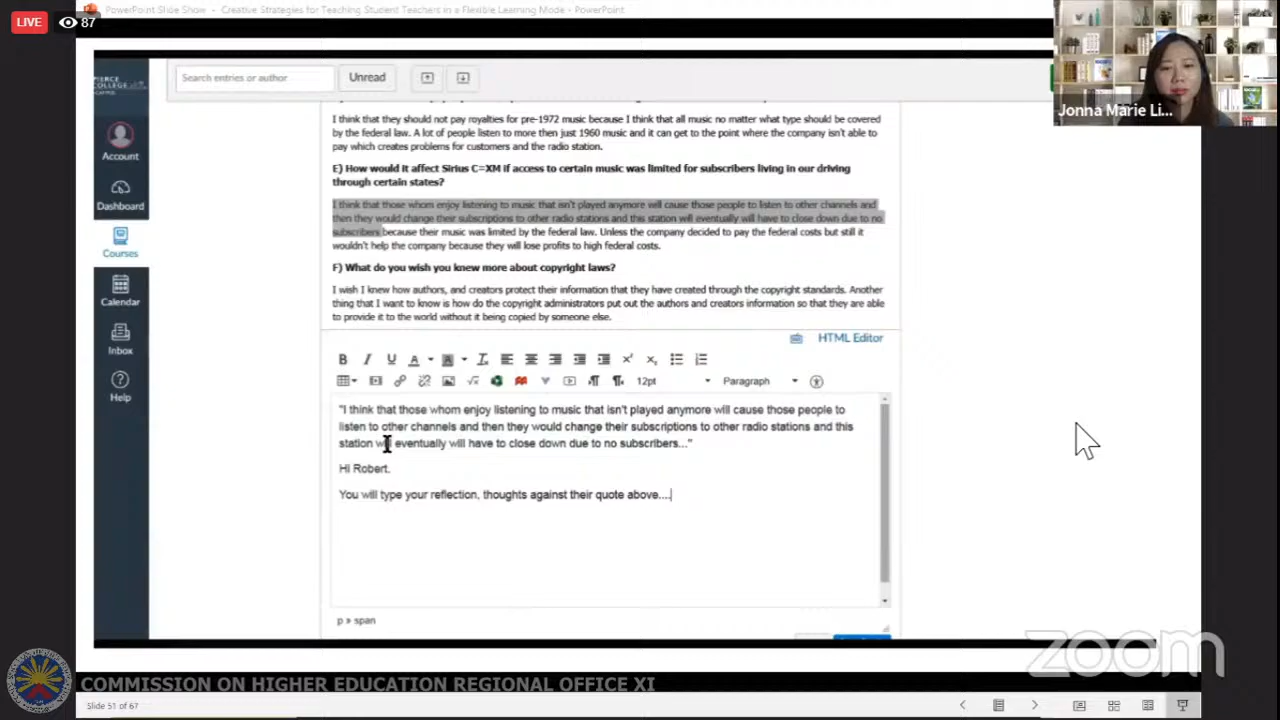 PowerPoint Slide Show - Creative Strategies for Teaching Student Teachers in a Flexible Learning Mode - PowerPoint
LIVE
87
PIERCE
COLLEGE
Search entries or author
Unread
Jonna Marie Li...
Account
Dashboard
Courses
Calendar
Inbox
Help
I think that they should not pay royalties for pre-1972 music because I think that all music no matter what type should be covered
by the federal law. A lot of people listen to more then just 1960 music and it can get to the point where the company isn't able to
pay which creates problems for customers and the radio station.
E) How would it affect Sirius C=XM if access to certain music was limited for subscribers living in our driving
through certain states?
I think that those whom enjoy listening to music that isn't played anymore will cause those people to listen to other channels and
then they would change their subscriptions to other radio stations and this station will eventually will have to close down due to no
subscribers because their music was limited by the federal law. Unless the company decided to pay the federal costs but still it
wouldn't help the company because they will lose profits to high federal costs.
F) What do you wish you knew more about copyright laws?
I wish I knew how authors, and creators protect their information that they have created through the copyright standards. Another
thing that I want to know is how do the copyright administrators put out the authors and creators information so that they are able
to provide it to the world without it being copied by someone else.
HTML Editor
12pt
Paragraph
"I think that those whom enjoy listening to music that isn't played anymore will cause those people to
listen to other channels and then they would change their subscriptions to other radio stations and this
station will eventually will have to close down due to no subscribers..."
Hi Robert.
You will type your reflection, thoughts against their quote above....
p » span
zoom
COMMISSION ON HIGHER EDUCATION REGIONAL OFFICE XI
Slide 51 of 67